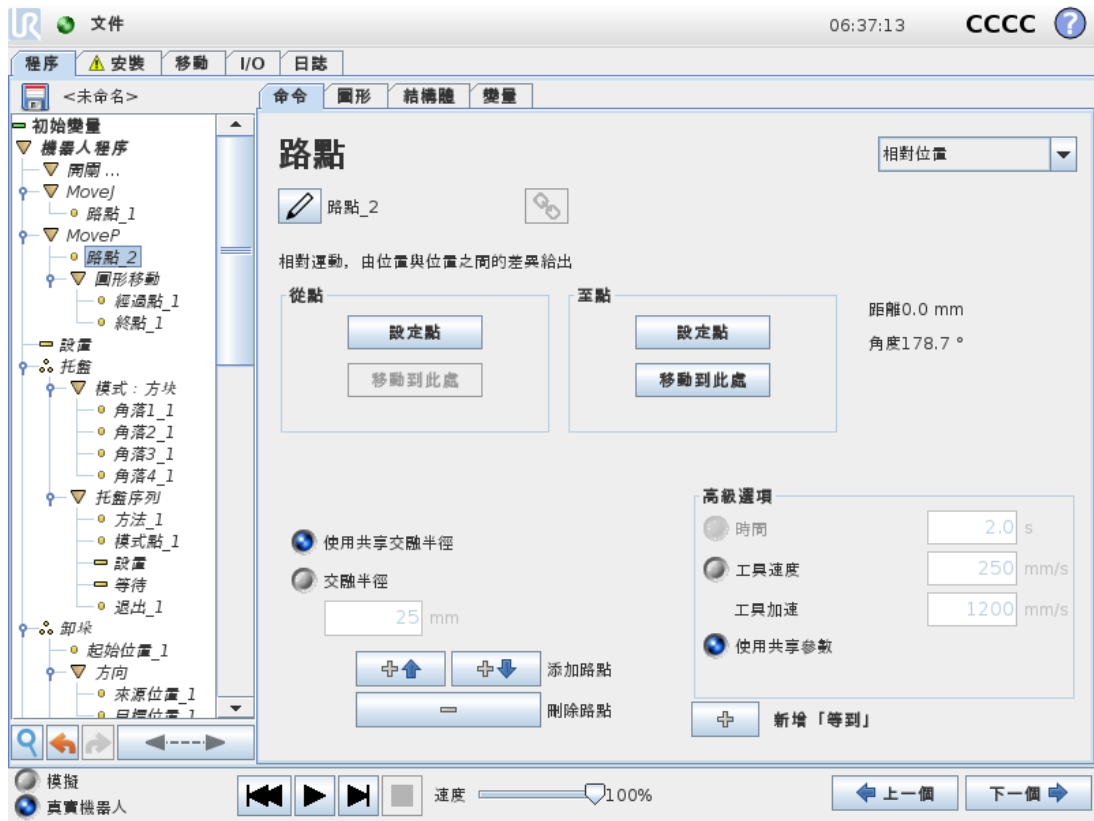 UR 文件 06:37:13 CCCC ?
程序 安裝 移動 I/O 日誌
<未命名>
命令 圖形 結構體 變量
初始變量
機器人程序
開關 ...
MoveJ
路點_1
MoveP
路點_2
圓形移動
經過點_1
終點_1
設置
托盤
模式：方块
角落1_1
角落2_1
角落3_1
角落4_1
托盤序列
方法_1
模式點_1
設置
等待
退出_1
卸垛
起始位置_1
方向
來源位置_1
目標位置_1
路點
相對位置
路點_2
相對運動，由位置與位置之間的差異給出
從點
設定點
移動到此處
至點
設定點
移動到此處
距離0.0 mm
角度178.7 °
使用共享交融半徑
交融半徑
25 mm
添加路點
刪除路點
高級選項
時間 2.0 s
工具速度 250 mm/s
工具加速 1200 mm/s
使用共享參數
新增「等到」
模擬
真實機器人
速度 100%
上一個
下一個